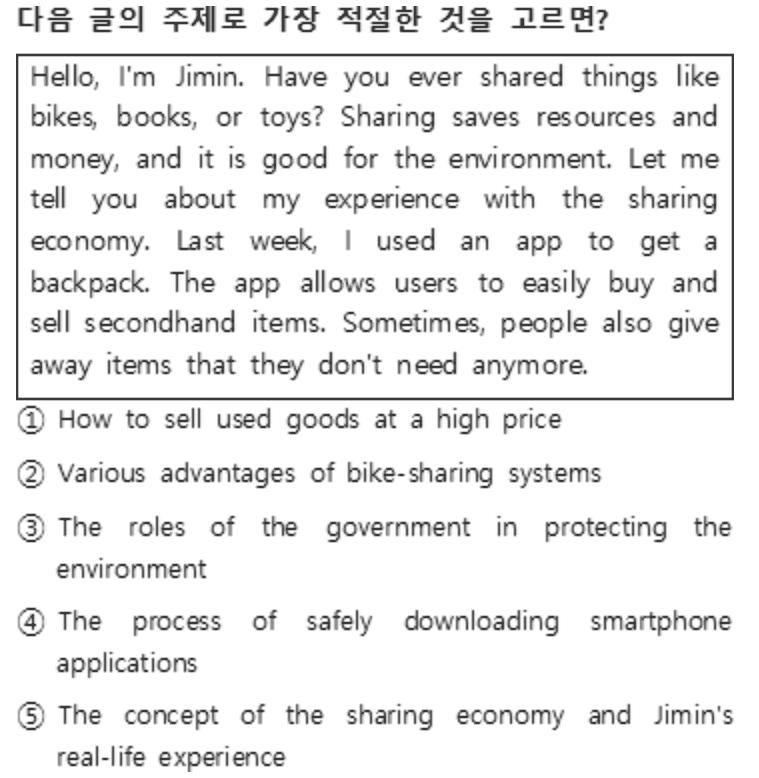 다음 글의 주제로 가장 적절한 것을 고르면?
Hello, I'm Jimin. Have you ever shared things like
bikes, books, or toys? Sharing saves resources and
money, and it is good for the environment. Let me
tell you about my experience with the sharing
economy. Last week, I used an app to get a
backpack. The app allows users to easily buy and
sell secondhand items. Sometimes, people also give
away items that they don't need anymore.
① How to sell used goods at a high price
② Various advantages of bike-sharing systems
③ The roles of the government in protecting the
environment
④ The process of safely downloading smartphone
applications
⑤ The concept of the sharing economy and Jimin's
real-life experience